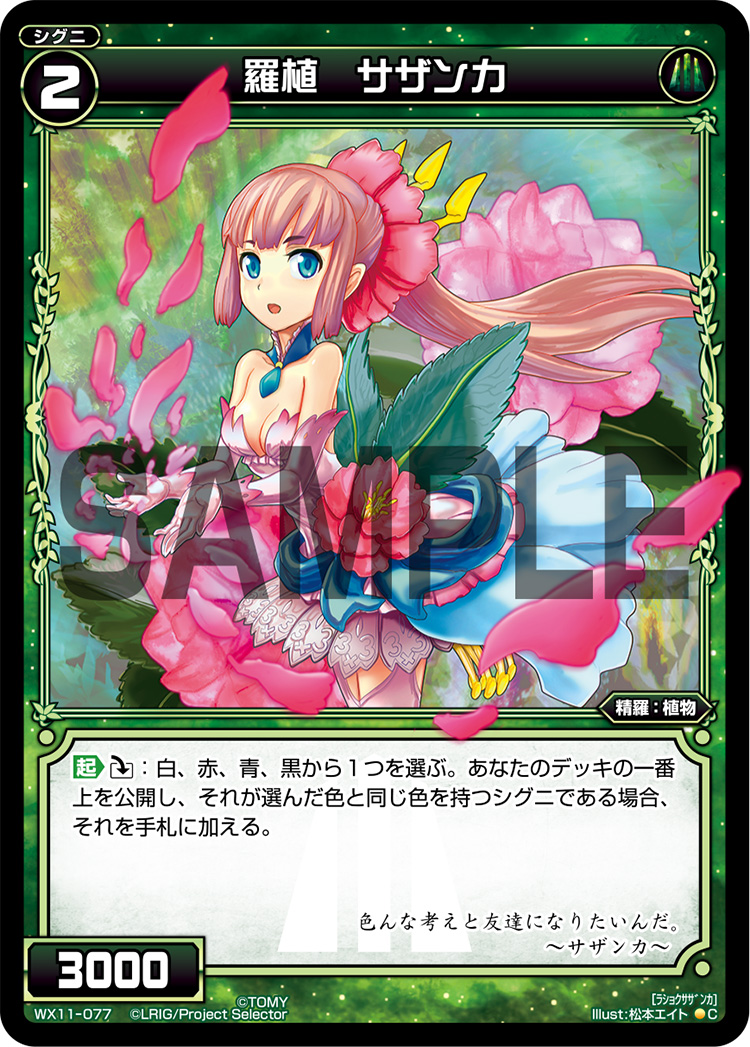 シグニ
2
羅植 サザンカ
SAMPLE
精羅：植物
起 ：白、赤、青、黒から１つを選ぶ。あなたのデッキの一番
上を公開し、それが選んだ色と同じ色を持つシグニである場合、
それを手札に加える。
色んな考えと友達になりたいんだ。
～サザンカ～
3000
WX11-077 ©LRIG/Project Selector
©TOMY
[ﾗｼｮｸｻｻﾞﾝｶ]
Illust:松本エイト C